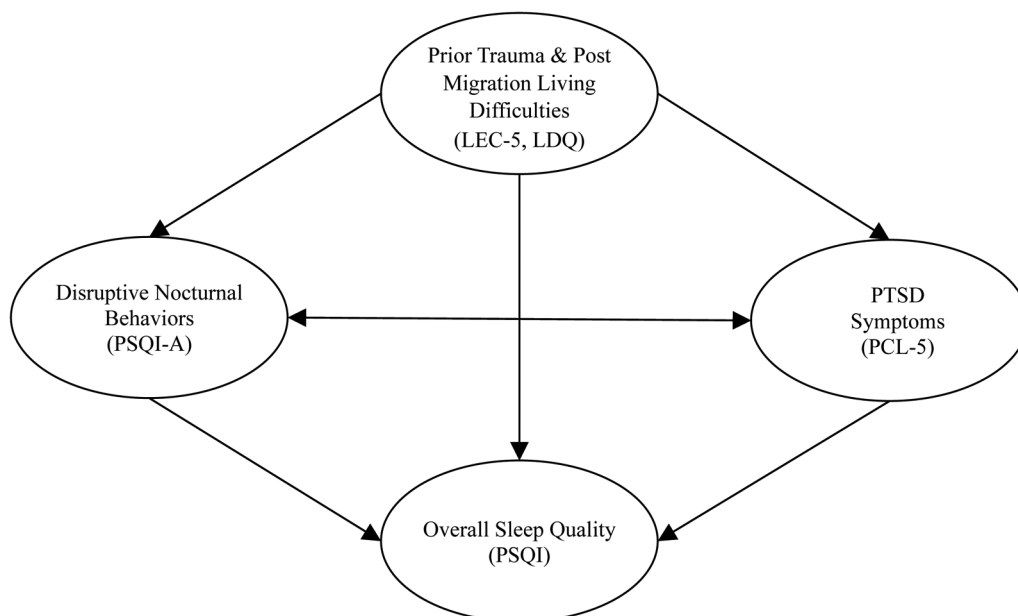 Prior Trauma & Post
Migration Living
Difficulties
(LEC-5, LDQ)
Disruptive Nocturnal
Behaviors
(PSQI-A)
PTSD
Symptoms
(PCL-5)
Overall Sleep Quality
(PSQI)